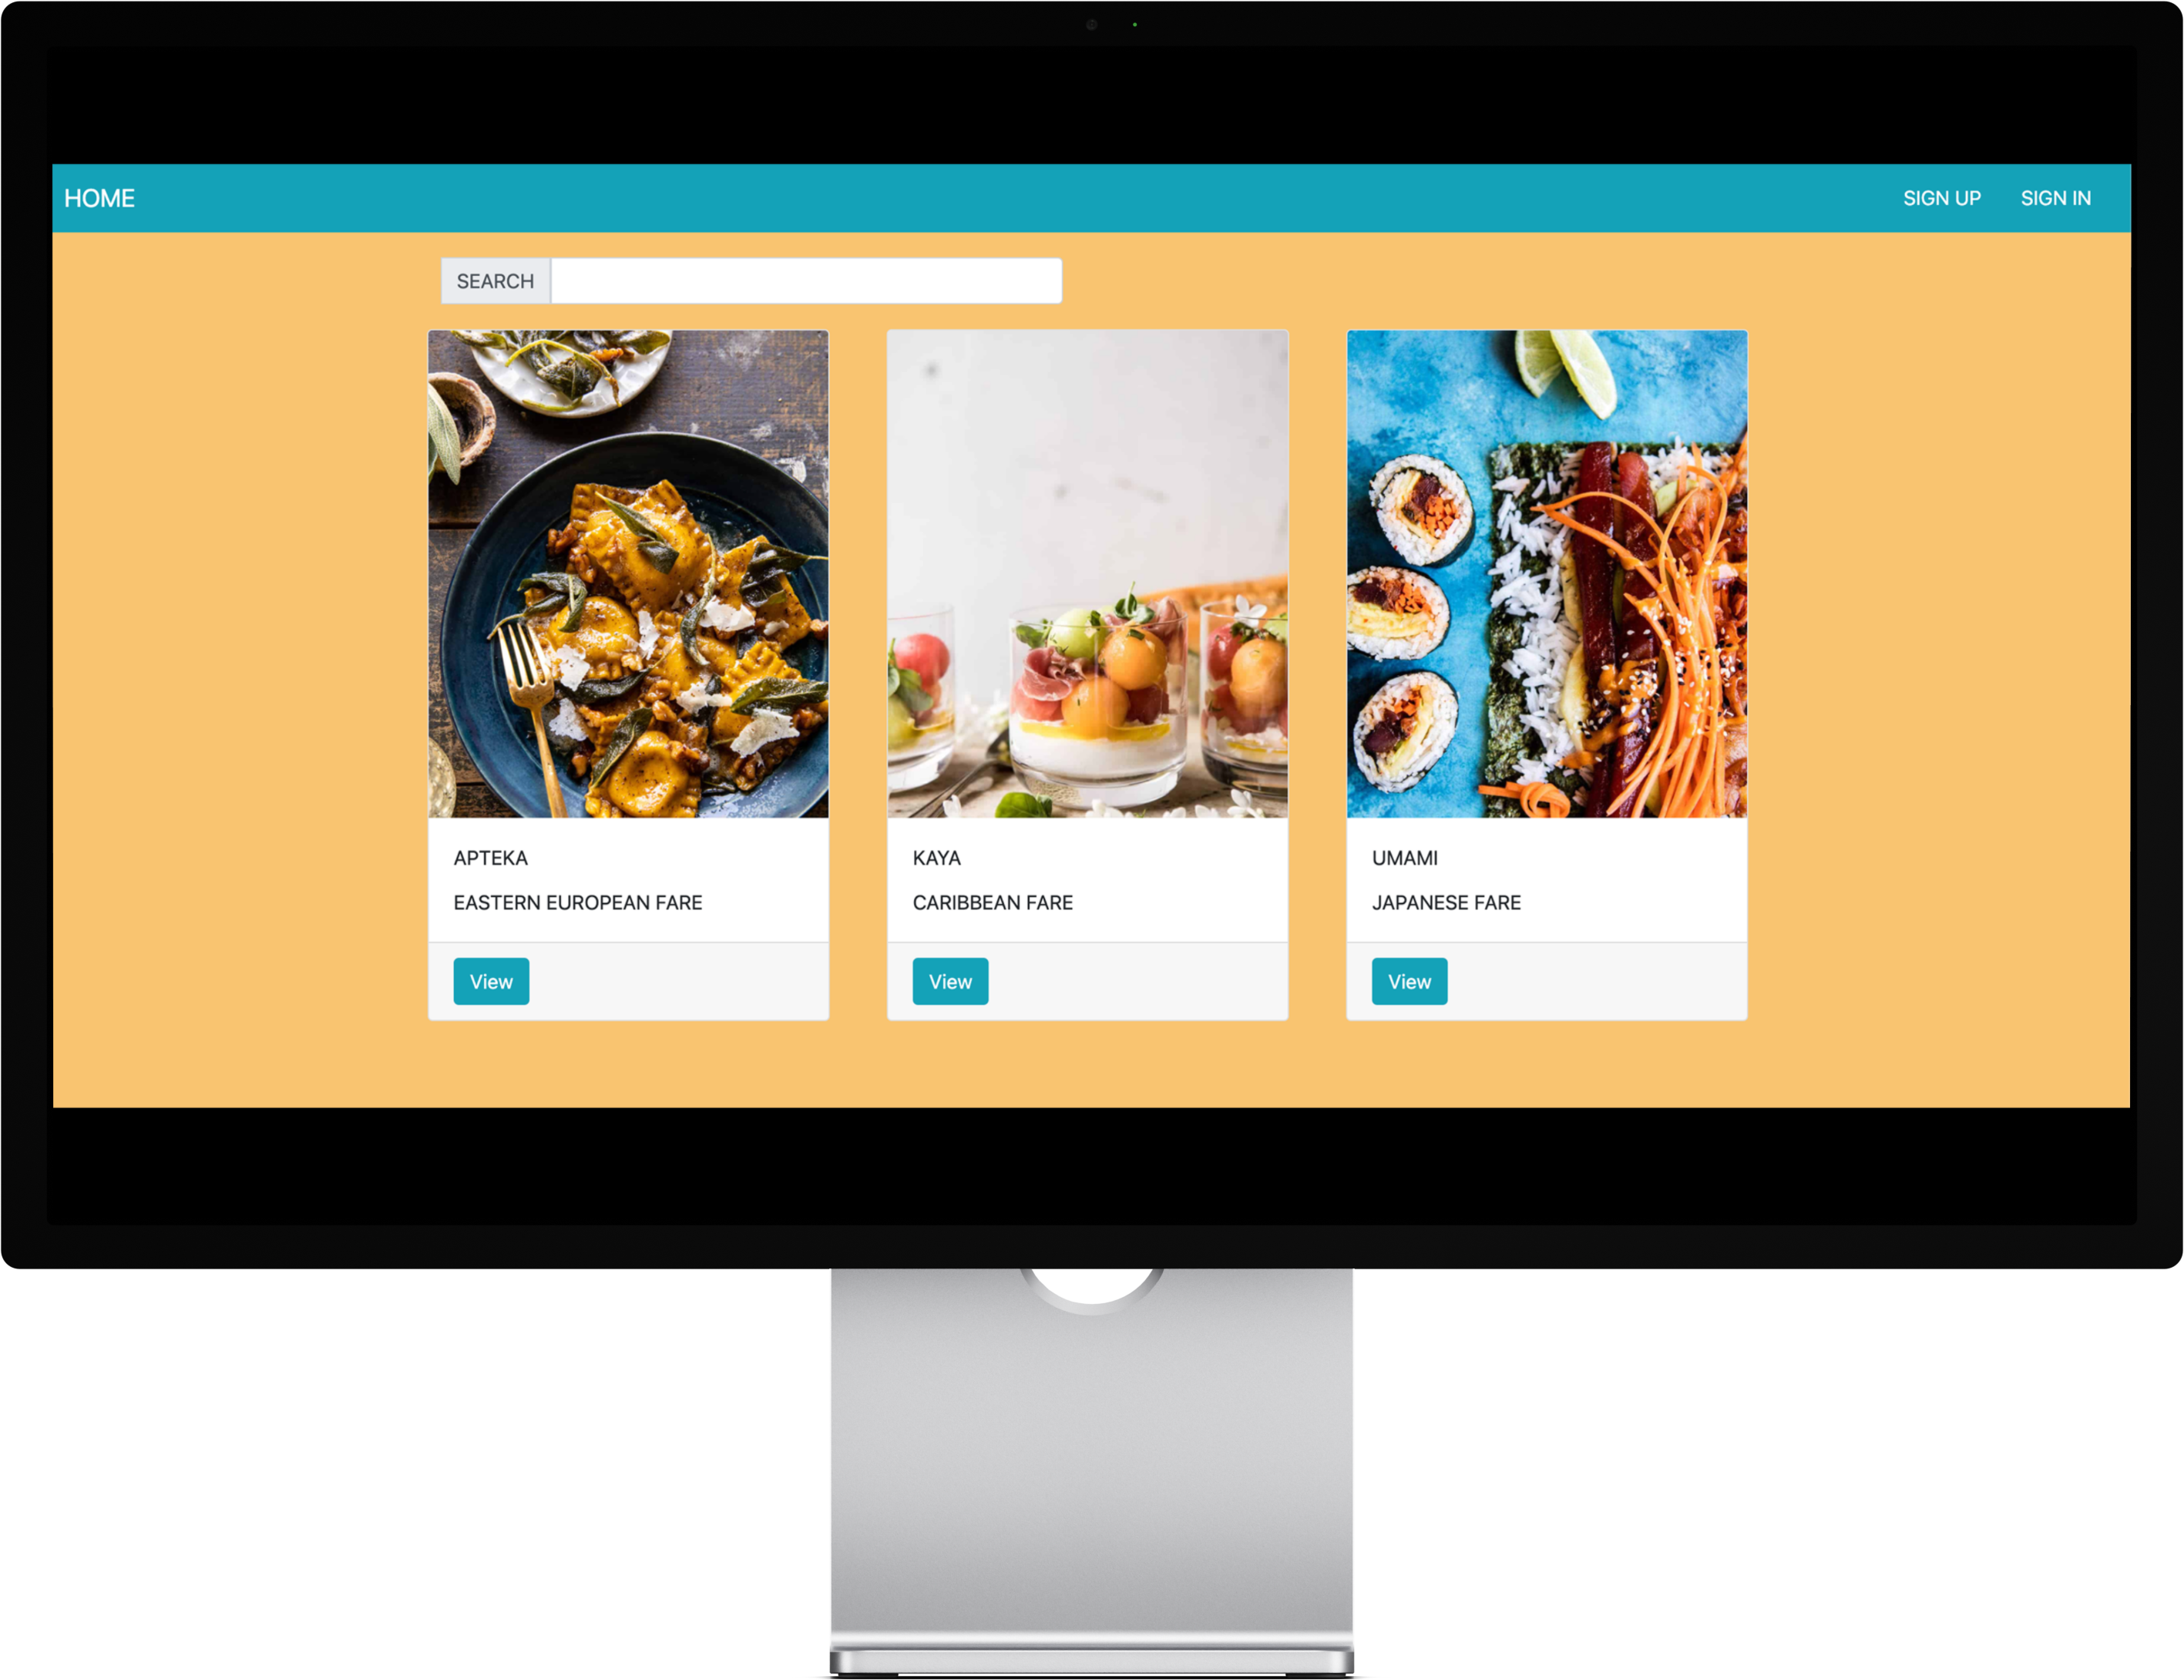 HOME
SIGN UP
SIGN IN
SEARCH
APTEKA
EASTERN EUROPEAN FARE
View
KAYA
CARIBBEAN FARE
View
UMAMI
JAPANESE FARE
View